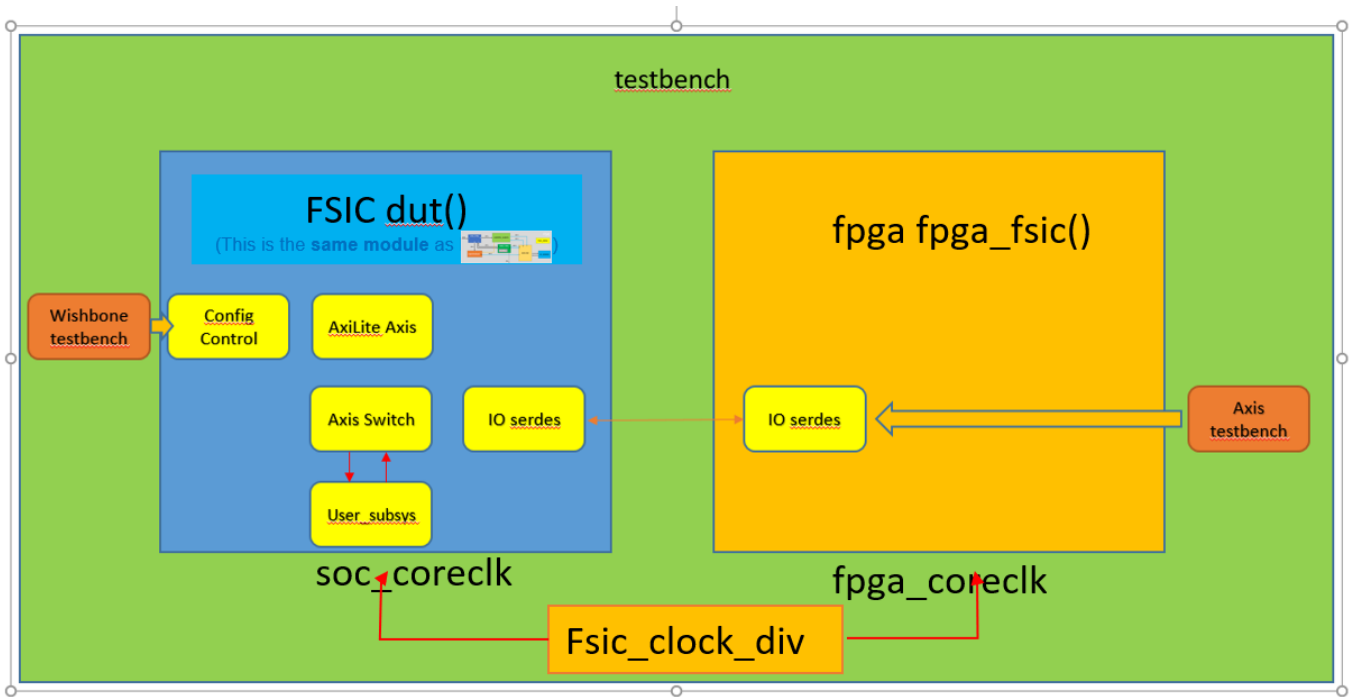 testbench
FSIC dut()
(This is the same module as )
fpga fpga_fsic()
Wishbone
testbench
Config
Control
AxiLite Axis
Axis Switch
IO serdes
IO serdes
Axis
testbench
User_subsys
soc_coreclk
fpga_coreclk
Fsic_clock_div